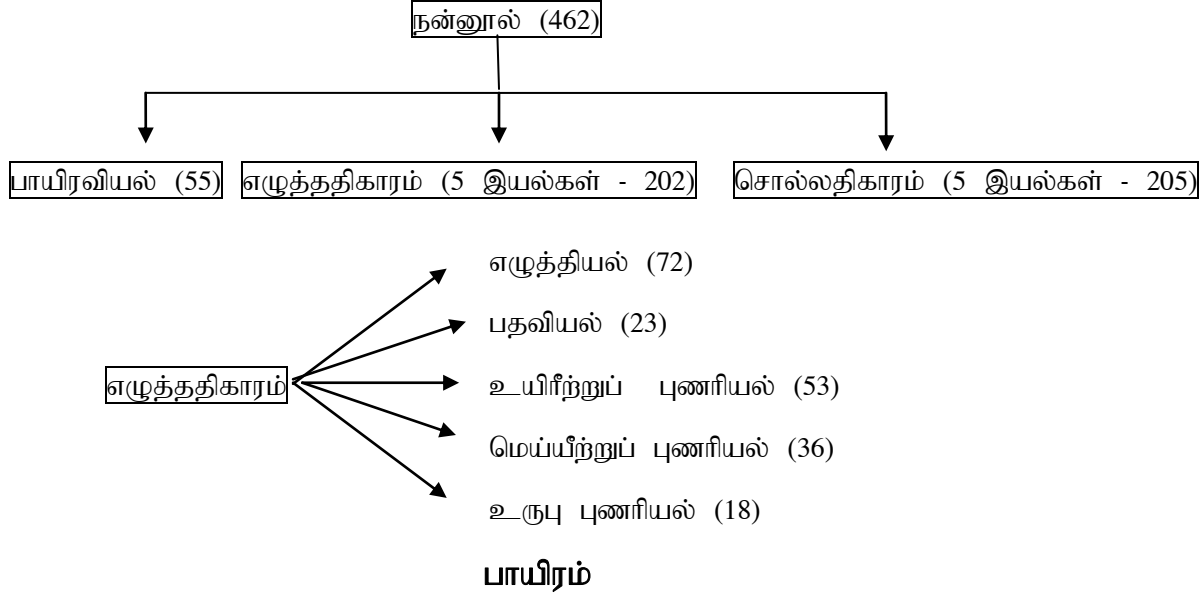 நன்னூல் (462)
பாயிரவியல் (55) எழுத்ததிகாரம் (5 இயல்கள் - 202) சொல்லதிகாரம் (5 இயல்கள் - 205)
எழுத்தியல் (72)
பதவியல் (23)
எழுத்ததிகாரம் உயிரீற்றுப் புணரியல் (53)
மெய்யீற்றுப் புணரியல் (36)
உருபு புணரியல் (18)
பாயிரம்